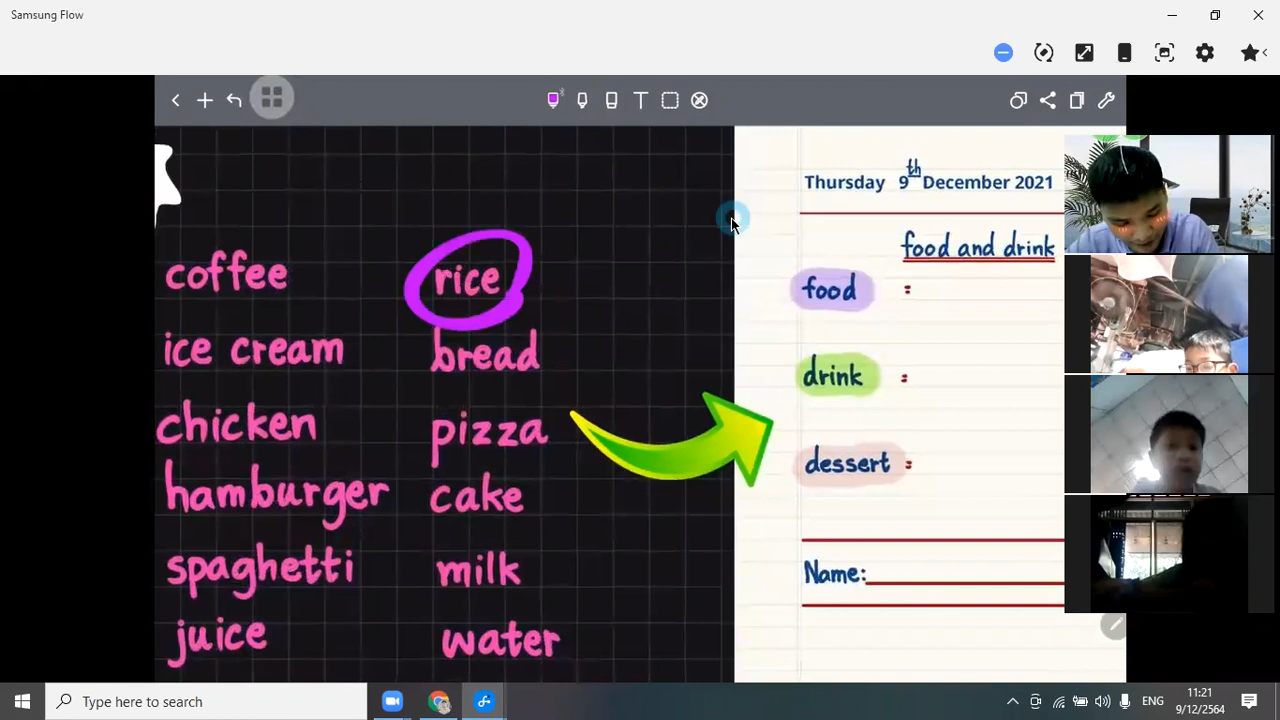 Samsung Flow
T
Thursday 9th December 2021
food and drink
coffee rice
food :
ice cream bread
drink :
chicken pizza
dessert :
hamburger cake
spaghetti milk
Name:
juice water
Type here to search
ENG
11:21
9/12/2564